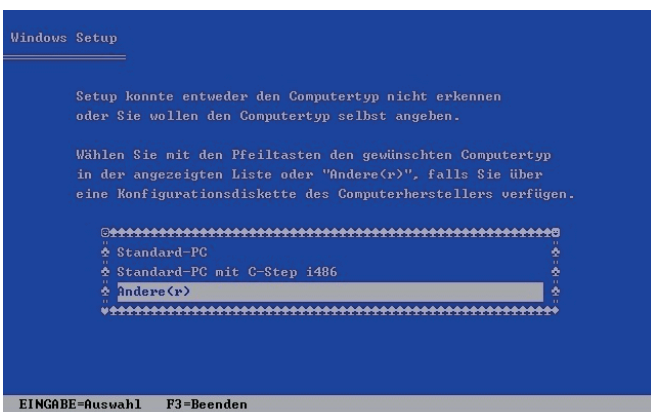 Windows Setup
Setup konnte entweder den Computertyp nicht erkennen
oder Sie wollen den Computertyp selbst angeben.
Wählen Sie mit den Pfeiltasten den gewünschten Computertyp
in der angezeigten Liste oder "Andere(r)", falls Sie über
eine Konfigurationsdiskette des Computerherstellers verfügen.
Standard-PC
Standard-PC mit C-Step i486
Andere(r)
EINGABE=Auswahl F3=Beenden